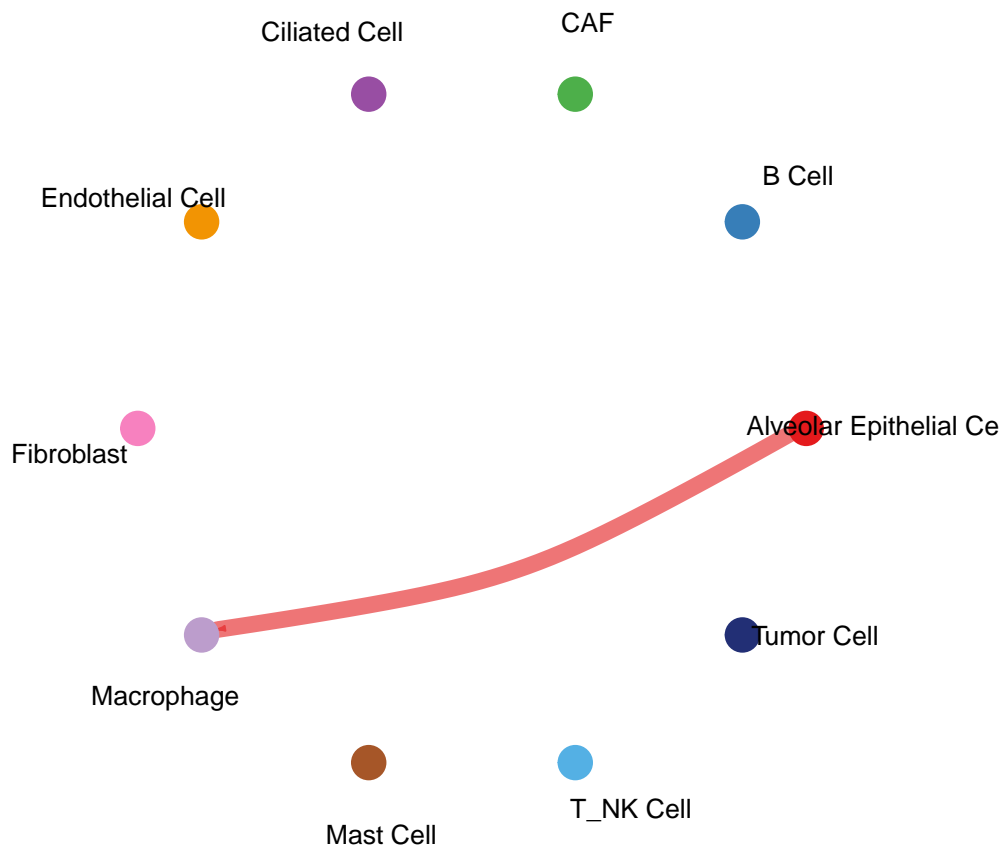 CAF
Ciliated Cell
B Cell
Endothelial Cell
Alveolar Epithelial Ce
Fibroblast
Tumor Cell
Macrophage
T_NK Cell
Mast Cell